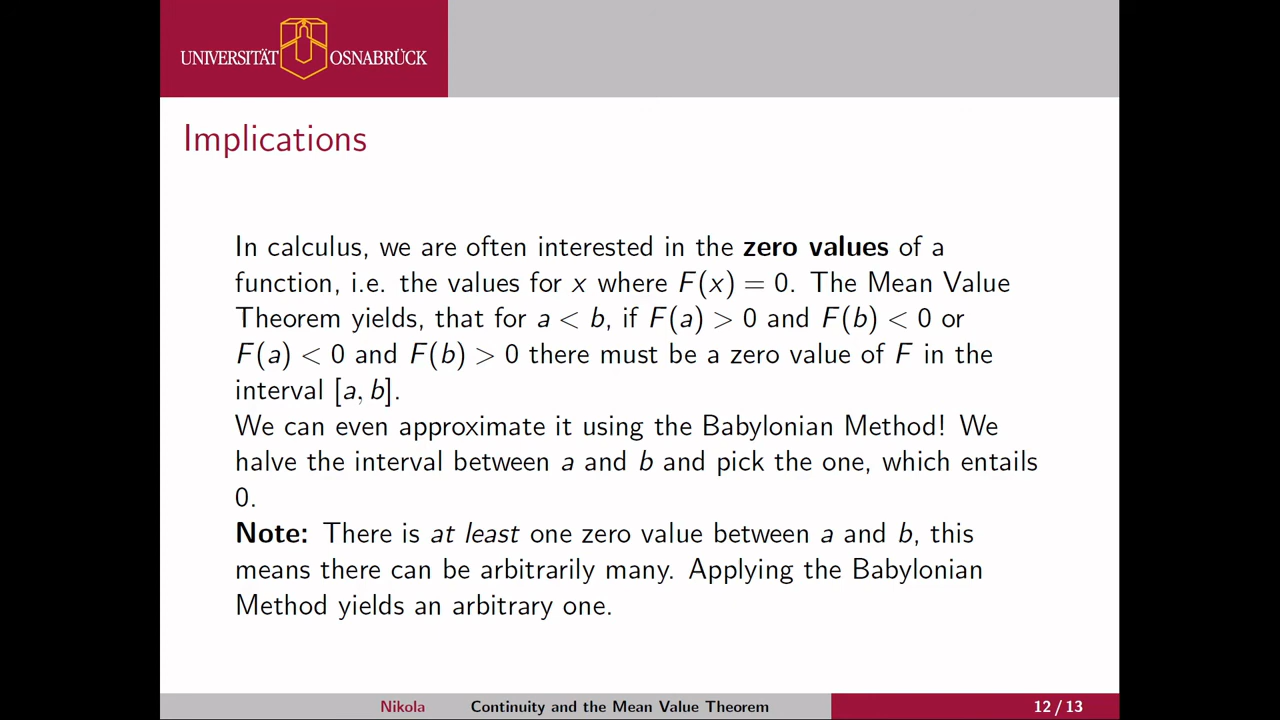 UNIVERSITÄT OSNABRÜCK
Implications
In calculus, we are often interested in the zero values of a
function, i.e. the values for x where F(x) = 0. The Mean Value
Theorem yields, that for a < b, if F(a) > 0 and F(b) < 0 or
F(a) < 0 and F(b) > 0 there must be a zero value of F in the
interval [a, b].
We can even approximate it using the Babylonian Method! We
halve the interval between a and b and pick the one, which entails
0.
Note: There is at least one zero value between a and b, this
means there can be arbitrarily many. Applying the Babylonian
Method yields an arbitrary one.
Nikola Continuity and the Mean Value Theorem 12 / 13